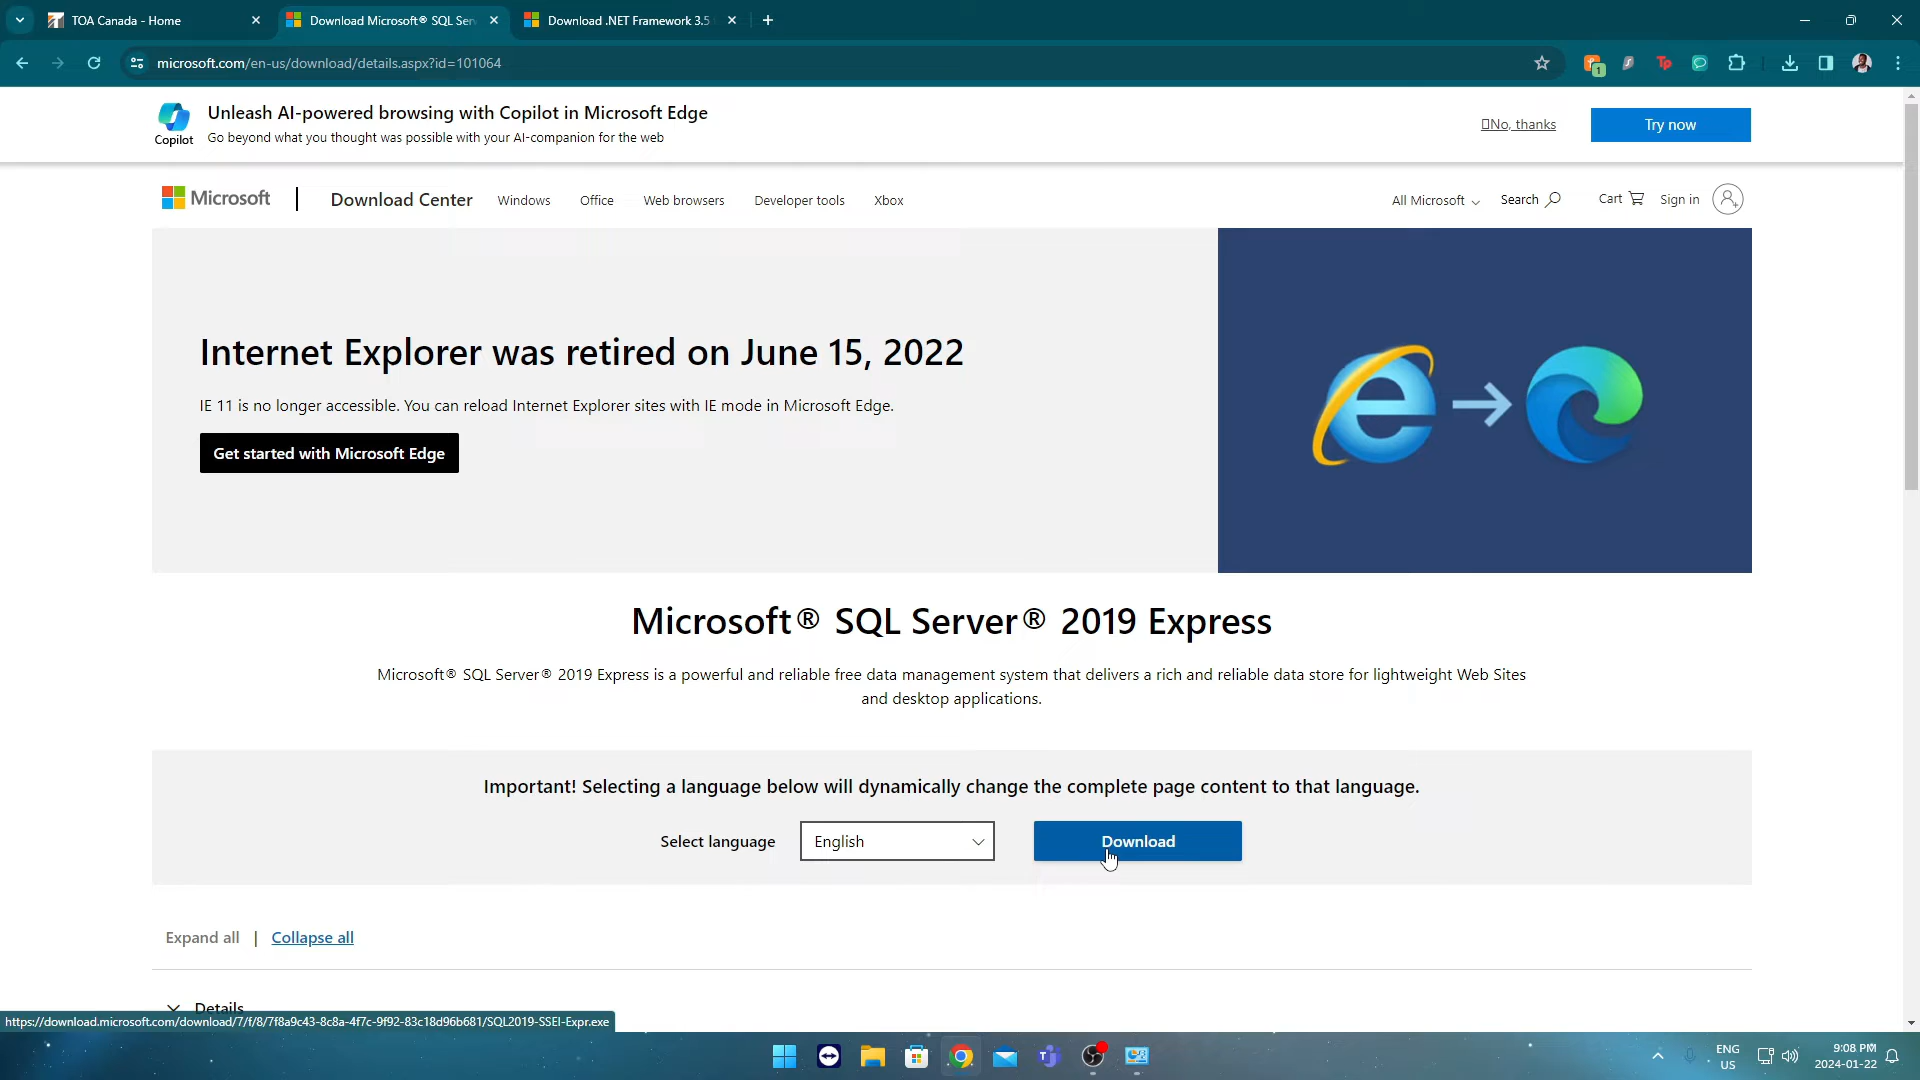 TOA Canada - Home
Download Microsoft® SQL Ser
Download .NET Framework 3.5
microsoft.com/en-us/download/details.aspx?id=101064
1
Tp
Copilot
Unleash AI-powered browsing with Copilot in Microsoft Edge
Go beyond what you thought was possible with your AI-companion for the web
No, thanks
Try now
Microsoft
Download Center
Windows
Office
Web browsers
Developer tools
Xbox
All Microsoft
Search
Cart
Sign in
Internet Explorer was retired on June 15, 2022
IE 11 is no longer accessible. You can reload Internet Explorer sites with IE mode in Microsoft Edge.
Get started with Microsoft Edge
Microsoft® SQL Server® 2019 Express
Microsoft® SQL Server® 2019 Express is a powerful and reliable free data management system that delivers a rich and reliable data store for lightweight Web Sites
and desktop applications.
Important! Selecting a language below will dynamically change the complete page content to that language.
Select language
English
Download
Expand all | Collapse all
Details
https://download.microsoft.com/download/7/f/8/7f8a9c43-8c8a-4f7c-9f92-83c18d96b681/SQL2019-SSEI-Expr.exe
ENG
US
9:08 PM
2024-01-22